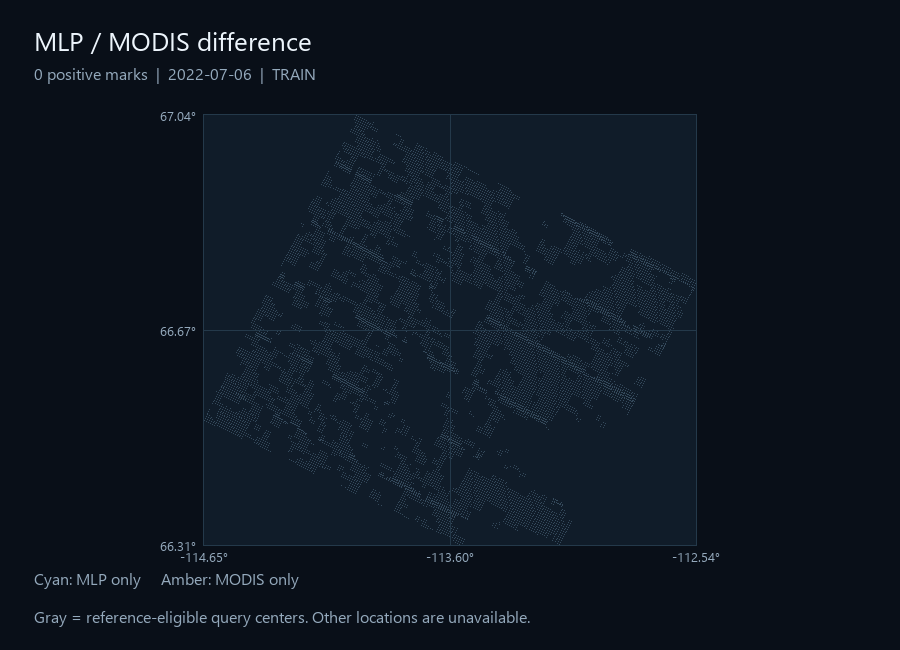 MLP / MODIS difference
0 positive marks | 2022-07-06 | TRAIN
67.04°
66.67°
66.31°
-114.65° -113.60° -112.54°
Cyan: MLP only Amber: MODIS only
Gray = reference-eligible query centers. Other locations are unavailable.